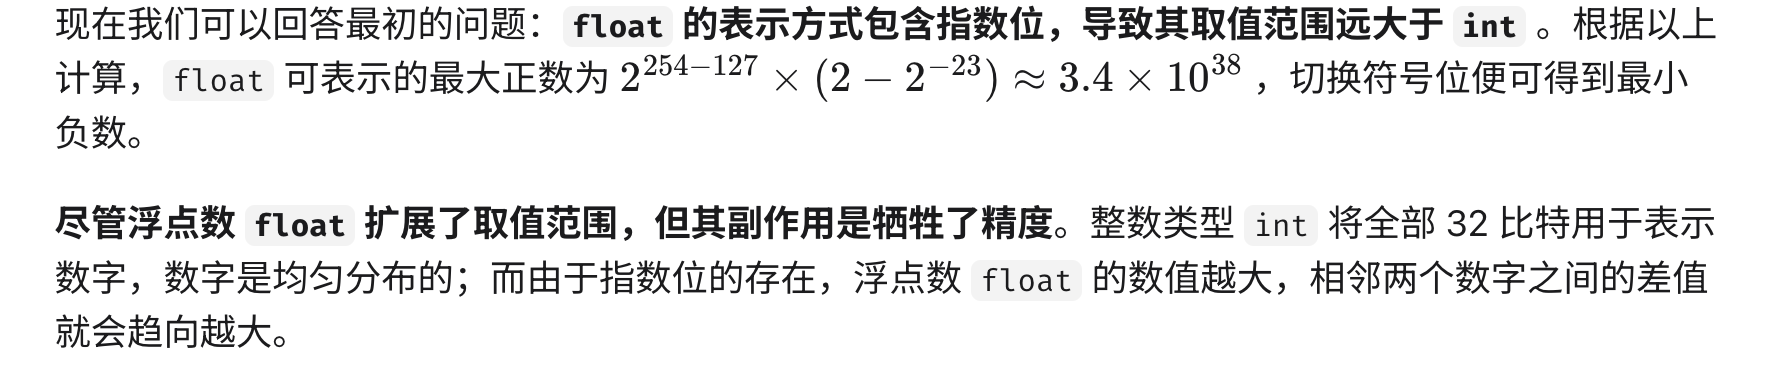 现在我们可以回答最初的问题：float 的表示方式包含指数位，导致其取值范围远大于 int 。根据以上
计算，float 可表示的最大正数为 2^{254−127} × (2 − 2^{−23}) ≈ 3.4 × 10^{38} ，切换符号位便可得到最小
负数。
尽管浮点数 float 扩展了取值范围，但其副作用是牺牲了精度。整数类型 int 将全部 32 比特用于表示
数字，数字是均匀分布的；而由于指数位的存在，浮点数 float 的数值越大，相邻两个数字之间的差值
就会趋向越大。